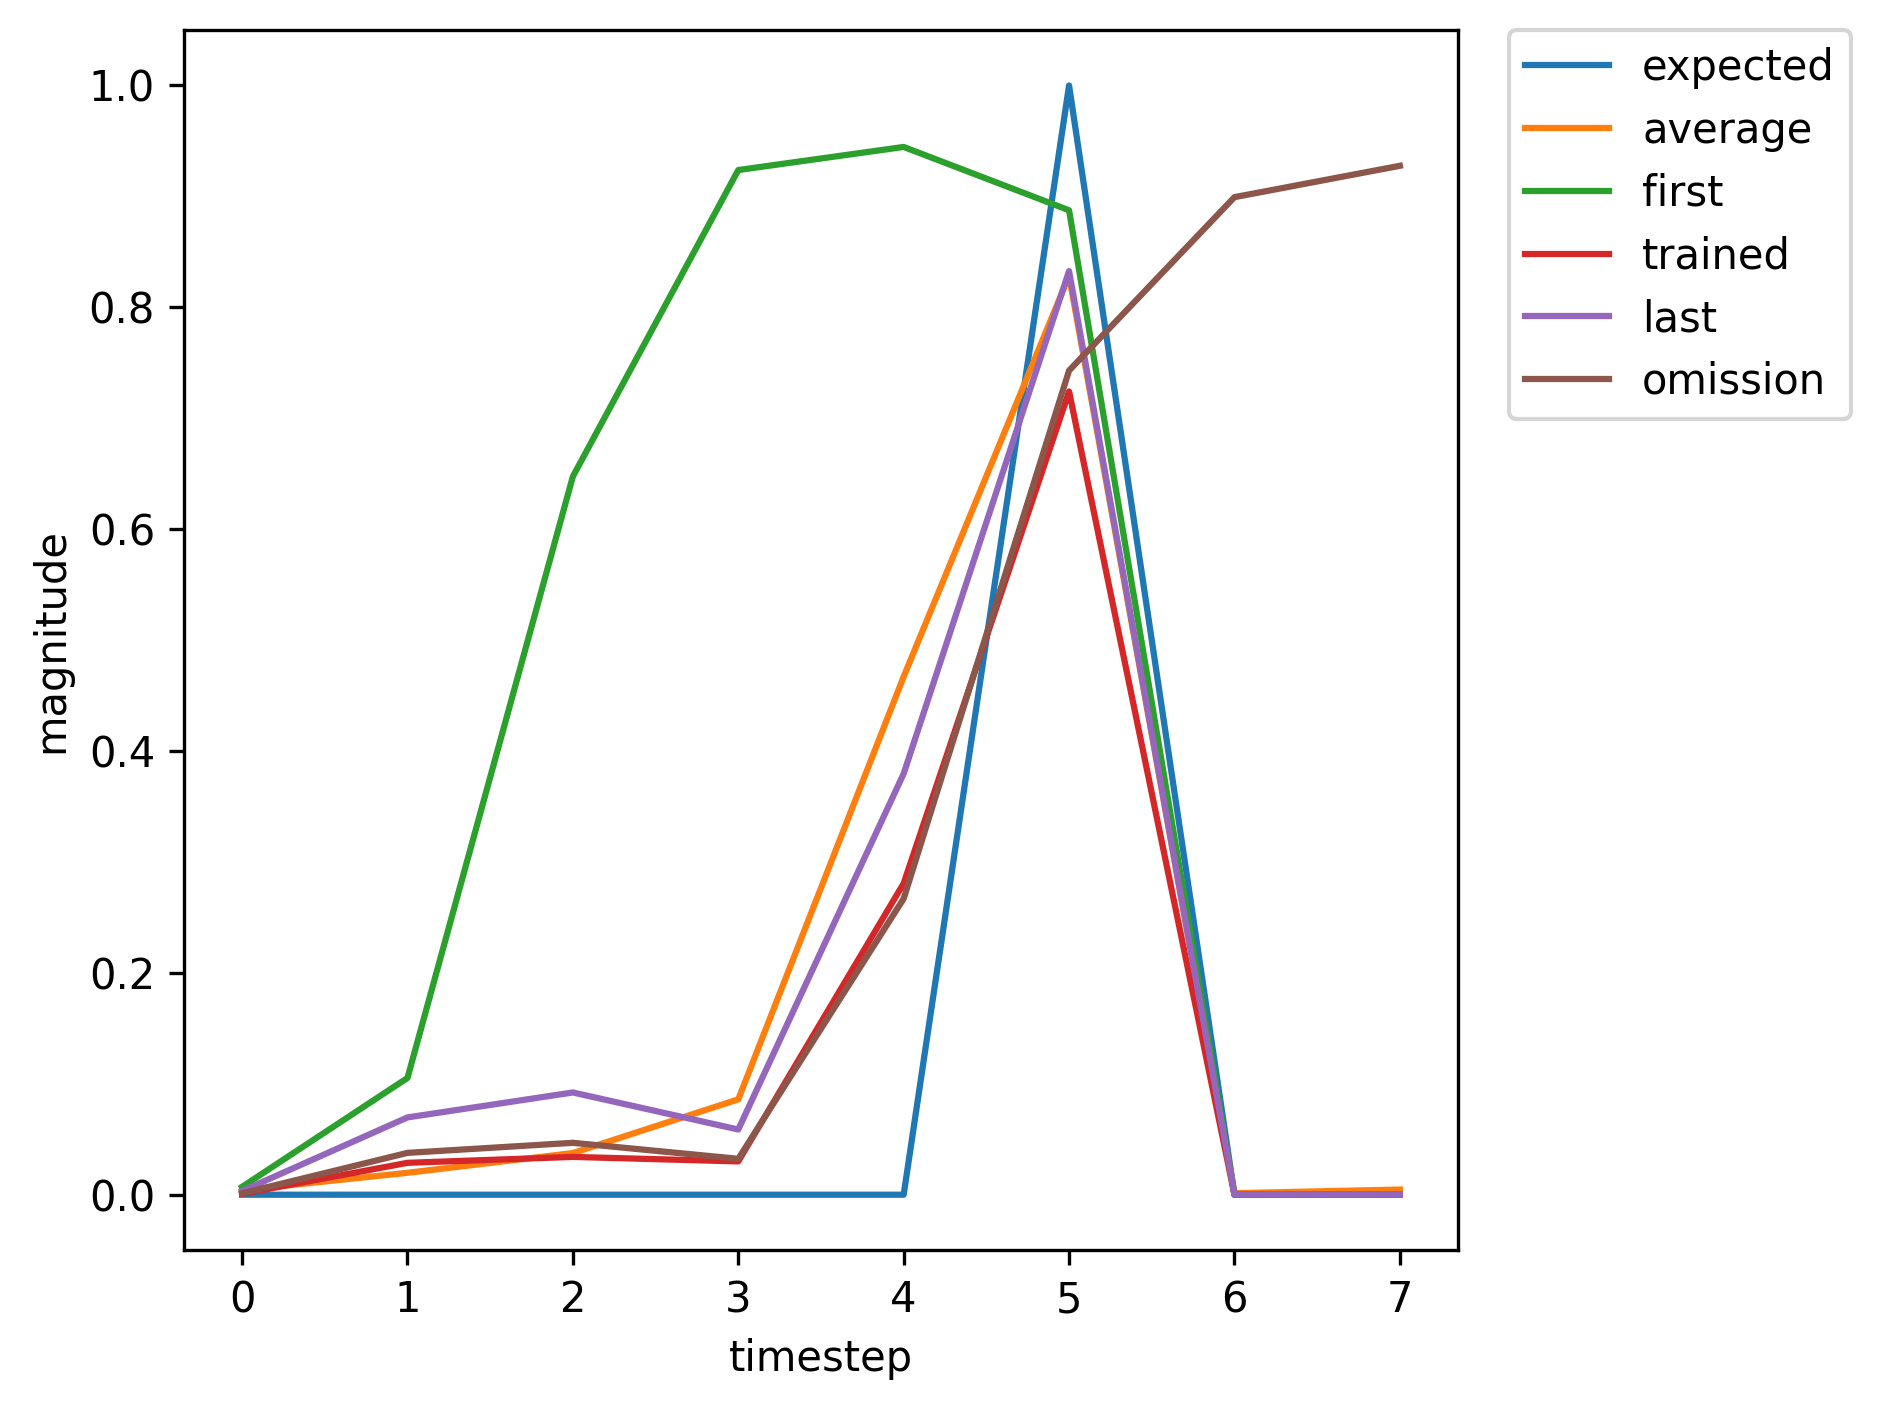 expected
average
first
trained
last
omission
1.0
0.8
0.6
0.4
0.2
0.0
magnitude
0 1 2 3 4 5 6 7
timestep